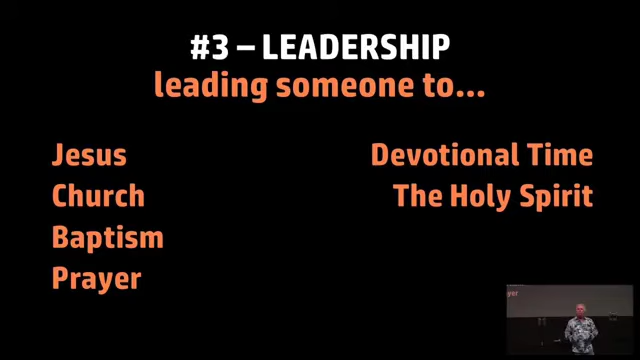 #3 – LEADERSHIP
leading someone to...
Jesus
Church
Baptism
Prayer
Devotional Time
The Holy Spirit